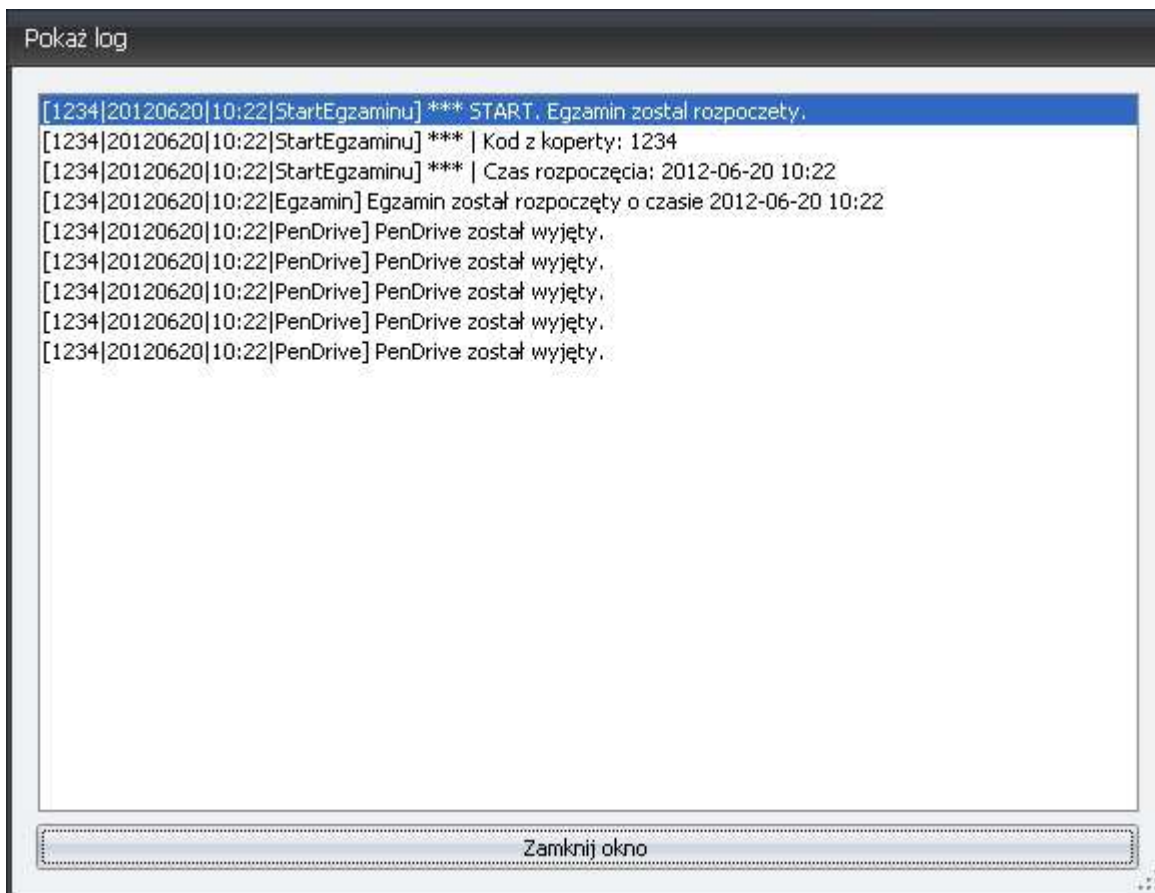 Pokaż log
[1234|20120620|10:22|StartEgzaminu] *** START. Egzamin zostal rozpoczety.
[1234|20120620|10:22|StartEgzaminu] *** | Kod z koperty: 1234
[1234|20120620|10:22|StartEgzaminu] *** | Czas rozpoczęcia: 2012-06-20 10:22
[1234|20120620|10:22|Egzamin] Egzamin został rozpoczęty o czasie 2012-06-20 10:22
[1234|20120620|10:22|PenDrive] PenDrive został wyjęty.
[1234|20120620|10:22|PenDrive] PenDrive został wyjęty.
[1234|20120620|10:22|PenDrive] PenDrive został wyjęty.
[1234|20120620|10:22|PenDrive] PenDrive został wyjęty.
[1234|20120620|10:22|PenDrive] PenDrive został wyjęty.
Zamknij okno